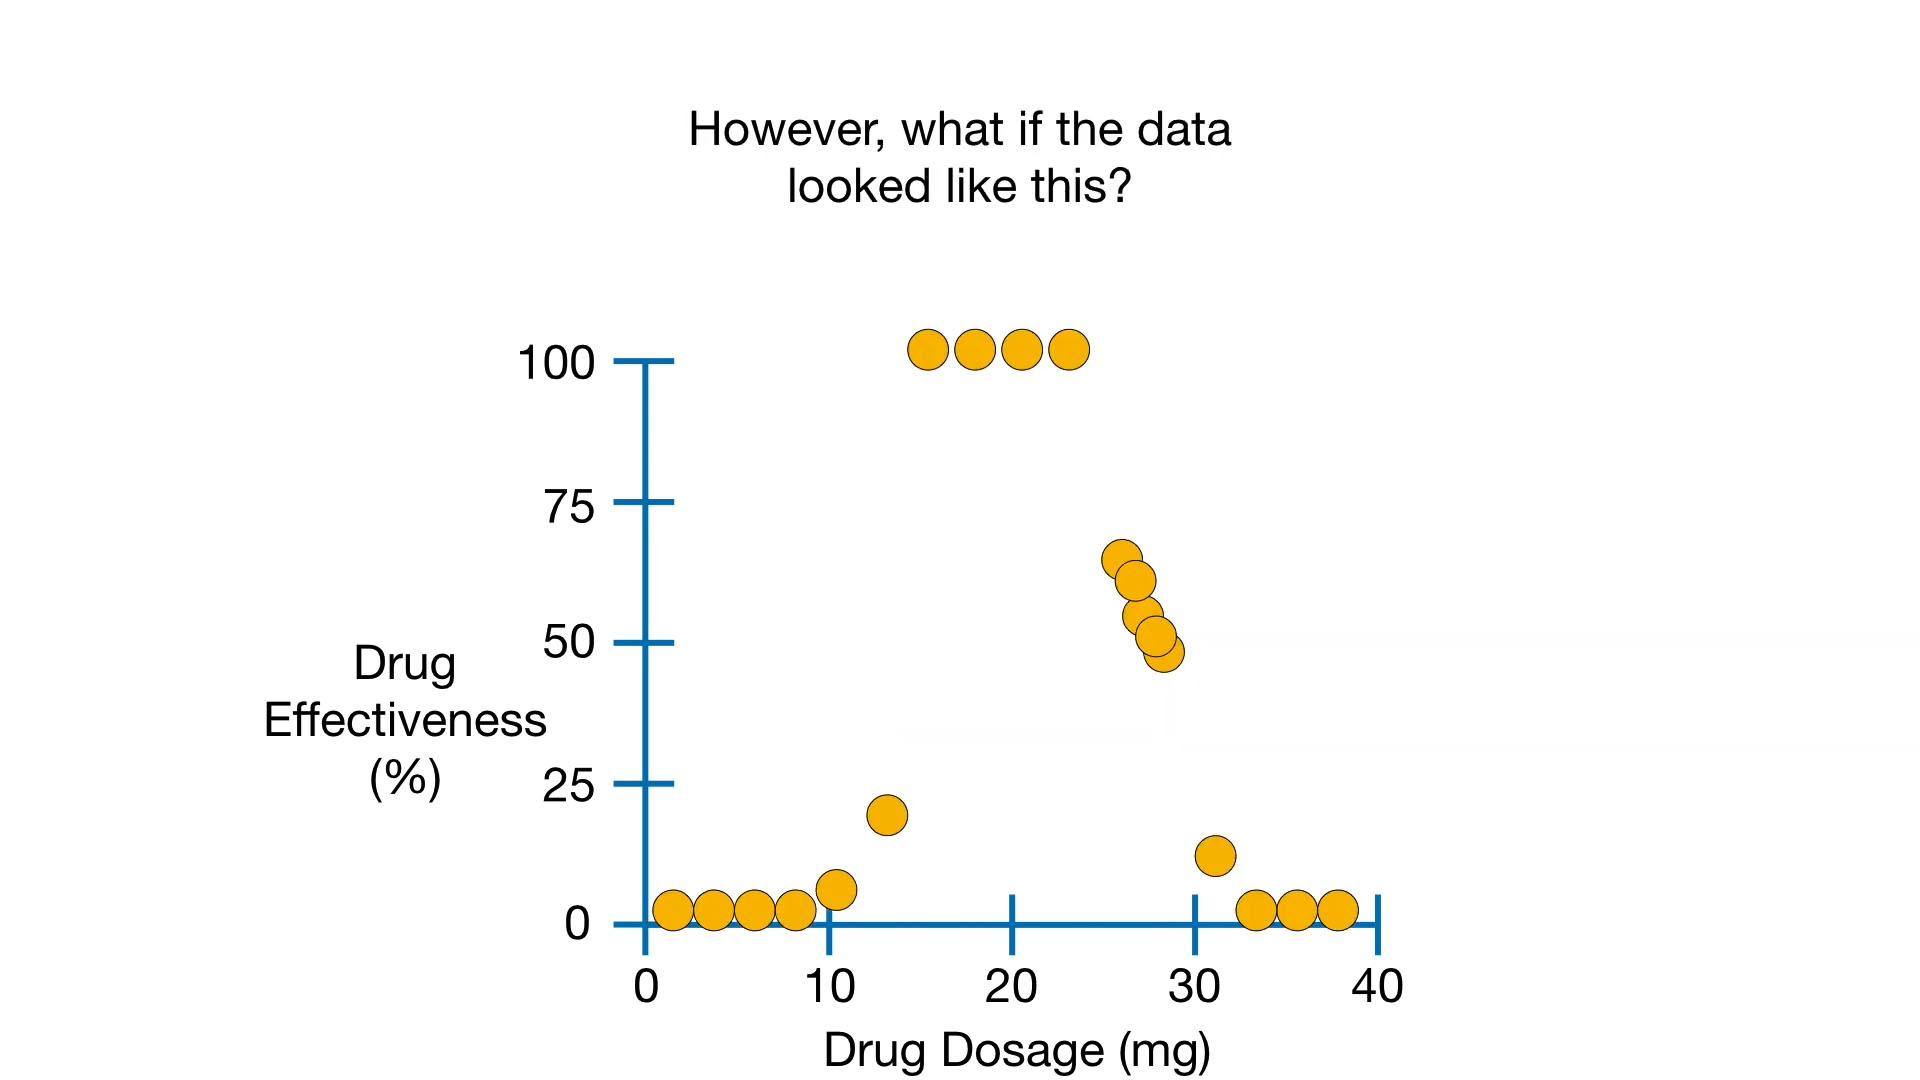 However, what if the data
looked like this?
100
75
50
25
0
Drug
Effectiveness
(%)
0 10 20 30 40
Drug Dosage (mg)